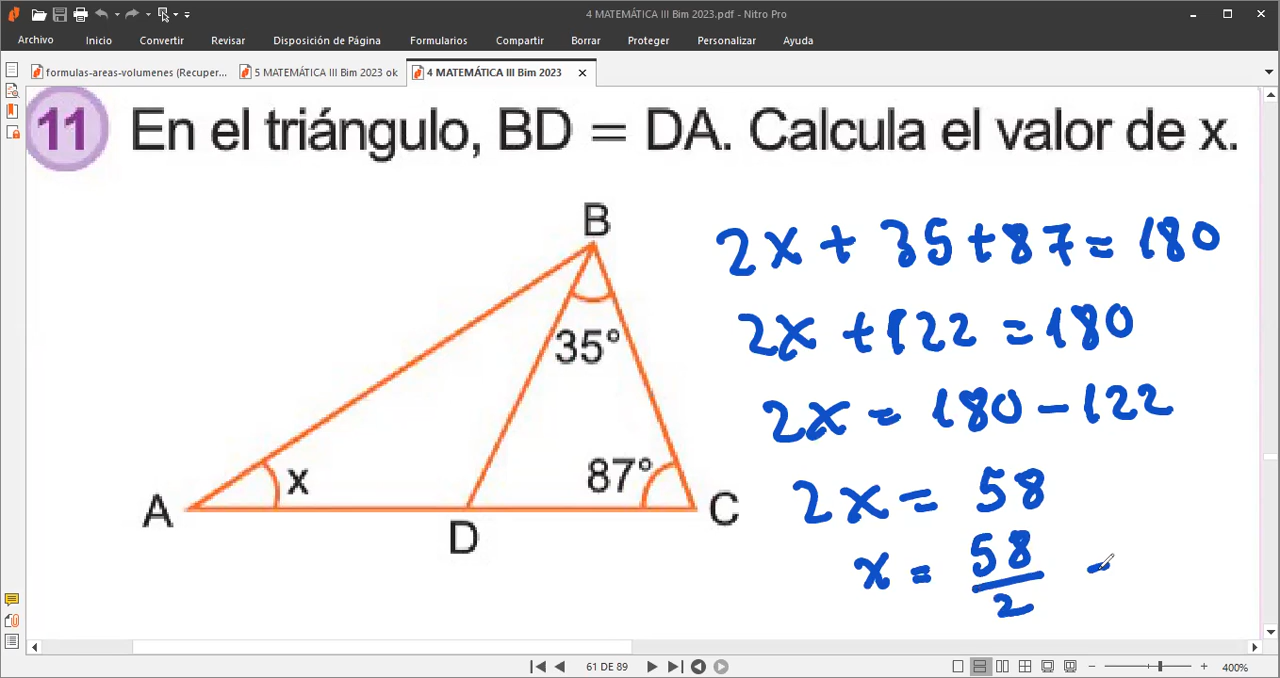 4 MATEMÁTICA III Bim 2023.pdf - Nitro Pro
Archivo Inicio Convertir Revisar Disposición de Página Formularios Compartir Borrar Proteger Personalizar Ayuda
formulas-areas-volumenes (Recuper... 5 MATEMÁTICA III Bim 2023 ok 4 MATEMÁTICA III Bim 2023
11 En el triángulo, BD = DA. Calcula el valor de x.
B
35°
x
87°
A
D
C
2x + 35 + 87 = 180
2x + 122 = 180
2x = 180 - 122
2x = 58
x = 58/2 =
61 DE 89
400%